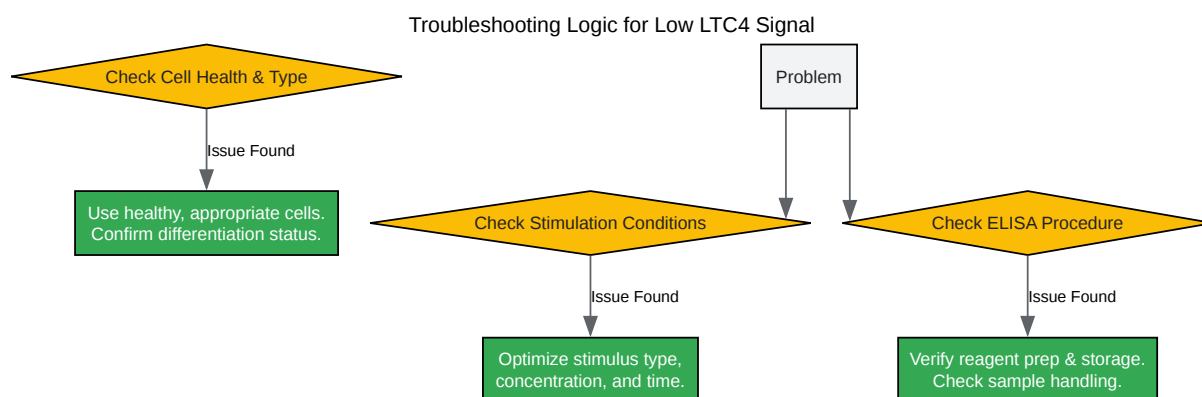 Troubleshooting Logic for Low LTC4 Signal
Check Cell Health & Type
Problem
Issue Found
Use healthy, appropriate cells.
Confirm differentiation status.
Check Stimulation Conditions
Check ELISA Procedure
Issue Found
Issue Found
Optimize stimulus type,
concentration, and time.
Verify reagent prep & storage.
Check sample handling.